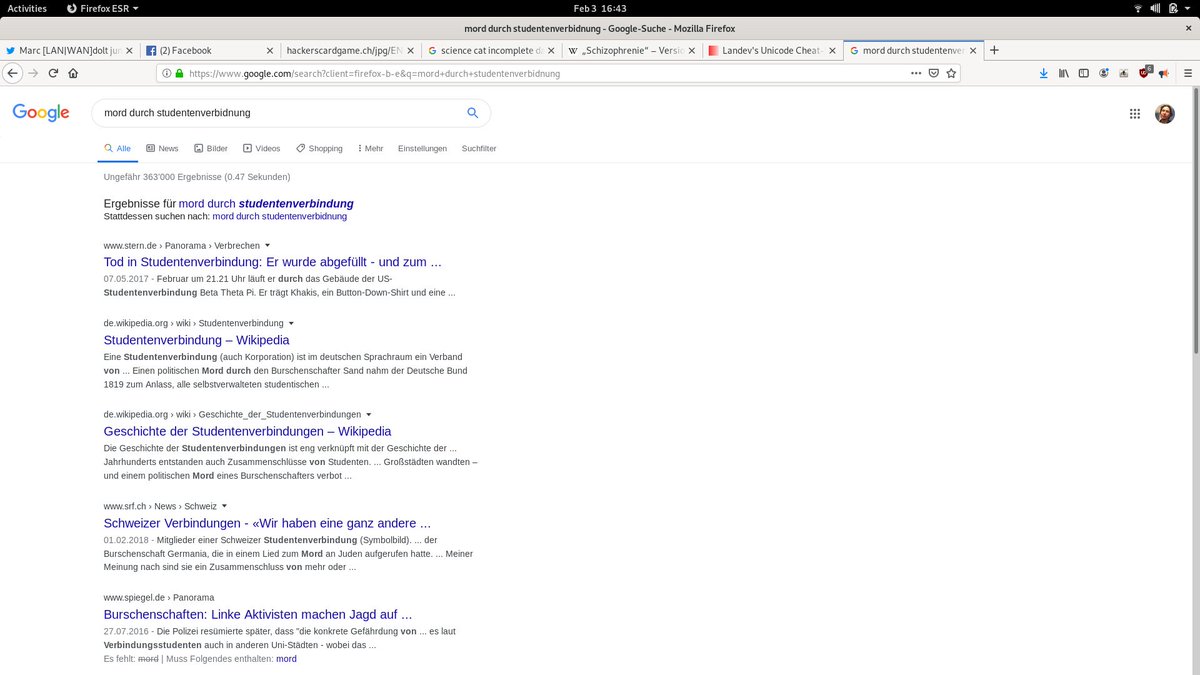 Activities Firefox ESR Feb 3 16:43
mord durch studentenverbidnung - Google-Suche - Mozilla Firefox
Marc [LAN|WAN]dolt jun (2) Facebook hackerscardgame.ch/jpg/EN science cat incomplete da „Schizophrenie“ – Versio Landev's Unicode Cheat- mord durch studentenver
https://www.google.com/search?client=firefox-b-e&q=mord+durch+studentenverbidnung
6
Google mord durch studentenverbidnung
Alle News Bilder Videos Shopping Mehr Einstellungen Suchfilter
Ungefähr 363'000 Ergebnisse (0.47 Sekunden)
Ergebnisse für mord durch studentenverbindung
Stattdessen suchen nach: mord durch studentenverbidnung
www.stern.de › Panorama › Verbrechen
Tod in Studentenverbindung: Er wurde abgefüllt - und zum ...
07.05.2017 - Februar um 21.21 Uhr läuft er durch das Gebäude der US-
Studentenverbindung Beta Theta Pi. Er trägt Khakis, ein Button-Down-Shirt und eine ...
de.wikipedia.org › wiki › Studentenverbindung
Studentenverbindung – Wikipedia
Eine Studentenverbindung (auch Korporation) ist im deutschen Sprachraum ein Verband
von ... Einen politischen Mord durch den Burschenschafter Sand nahm der Deutsche Bund
1819 zum Anlass, alle selbstverwalteten studentischen ...
de.wikipedia.org › wiki › Geschichte_der_Studentenverbindungen
Geschichte der Studentenverbindungen – Wikipedia
Die Geschichte der Studentenverbindungen ist eng verknüpft mit der Geschichte der ...
Jahrhunderts entstanden auch Zusammenschlüsse von Studenten. ... Großstädten wandten –
und einem politischen Mord eines Burschenschafters verbot ...
www.srf.ch › News › Schweiz
Schweizer Verbindungen - «Wir haben eine ganz andere ...
01.02.2018 - Mitglieder einer Schweizer Studentenverbindung (Symbolbild). ... der
Burschenschaft Germania, die in einem Lied zum Mord an Juden aufgerufen hatte. ... Meiner
Meinung nach sind sie ein Zusammenschluss von mehr oder ...
www.spiegel.de › Panorama
Burschenschaften: Linke Aktivisten machen Jagd auf ...
27.07.2016 - Die Polizei resümierte später, dass "die konkrete Gefährdung von ... es laut
Verbindungsstudenten auch in anderen Uni-Städten - wobei das ...
Es fehlt: mord | Muss Folgendes enthalten: mord